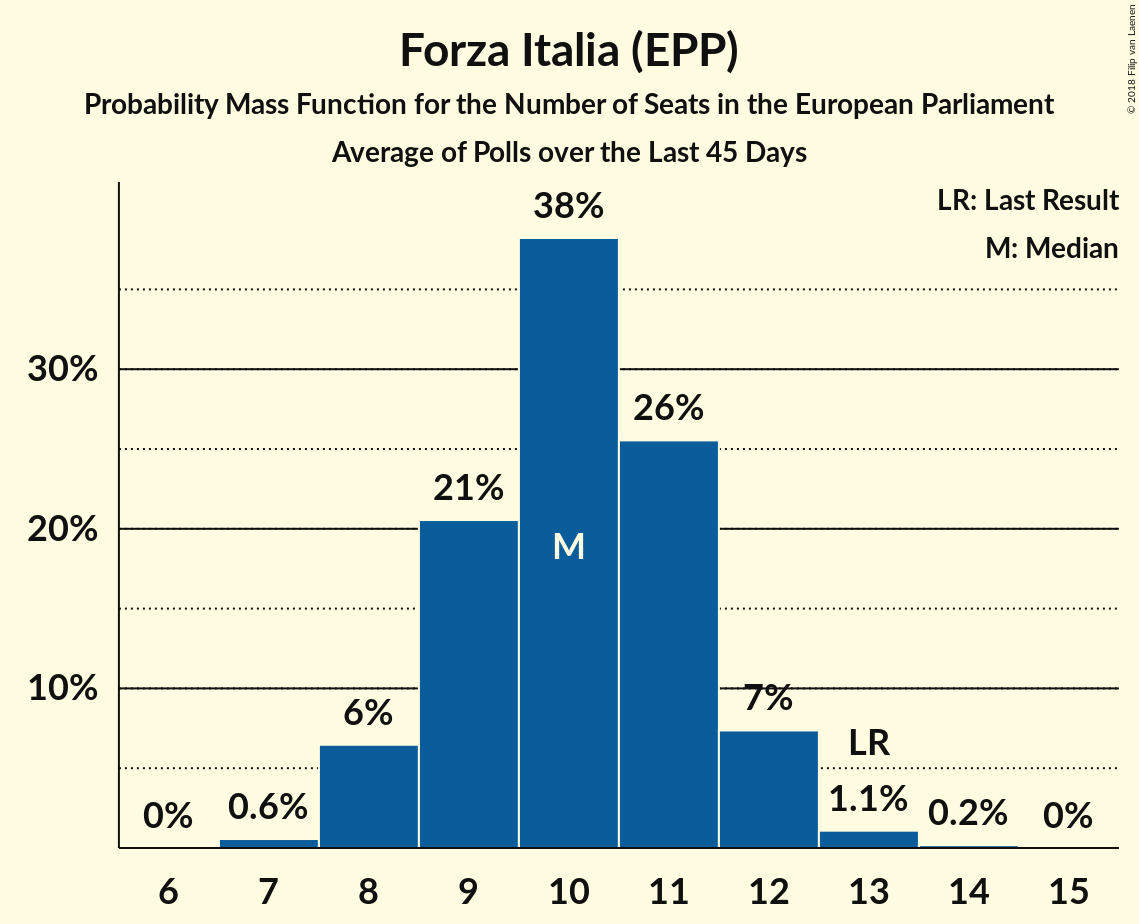 Forza Italia (EPP)
Probability Mass Function for the Number of Seats in the European Parliament
Average of Polls over the Last 45 Days
© 2018 Filip van Laenen
LR: Last Result
M: Median
38%
30%
26%
21%
20%
M
10%
7%
6%
LR
1.1%
0.6%
0.2%
0%
0%
6 7 8 9 10 11 12 13 14 15